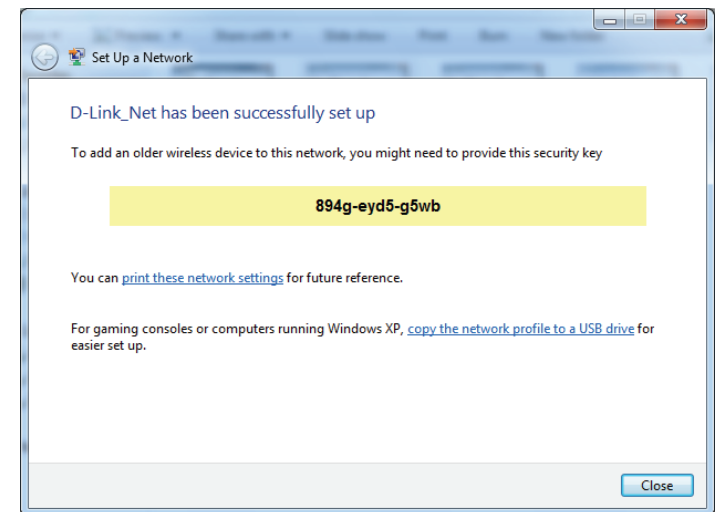 Set Up a Network
D-Link_Net has been successfully set up
To add an older wireless device to this network, you might need to provide this security key
894g-eyd5-g5wb
You can print these network settings for future reference.
For gaming consoles or computers running Windows XP, copy the network profile to a USB drive for
easier set up.
Close